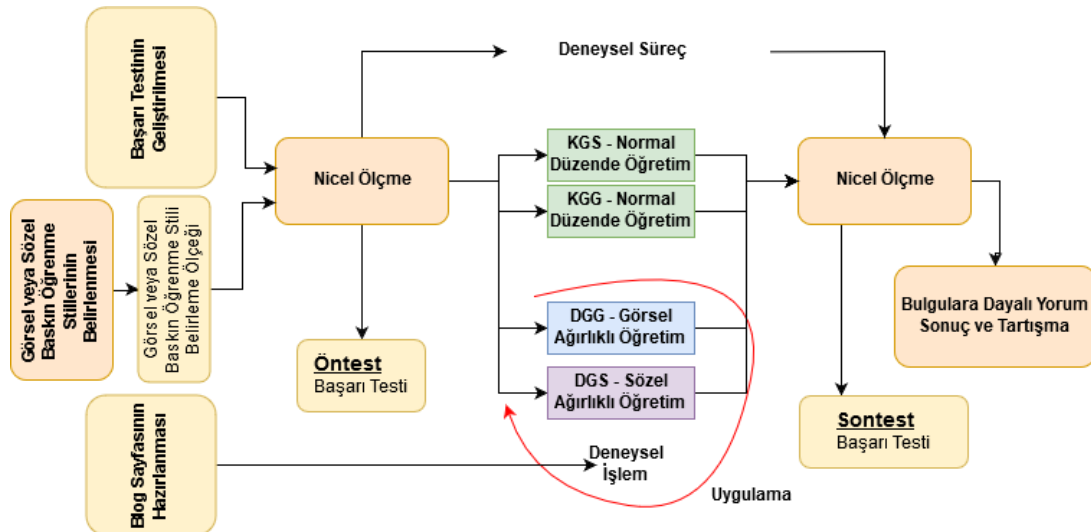 Başarı Testinin
Geliştirilmesi
Görsel veya Sözel
Baskın Öğrenme
Stillerinin
Belirlenmesi
Görsel veya Sözel
Baskın Öğrenme Stili
Belirleme Ölçeği
Blog Sayfasının
Hazırlanması
Nicel Ölçme
Öntest
Başarı Testi
Deneysel Süreç
KGS - Normal
Düzende Öğretim
KGG - Normal
Düzende Öğretim
DGG - Görsel
Ağırlıklı Öğretim
DGS - Sözel
Ağırlıklı Öğretim
Deneysel
İşlem
Uygulama
Nicel Ölçme
Sontest
Başarı Testi
Bulgulara Dayalı Yorum
Sonuç ve Tartışma